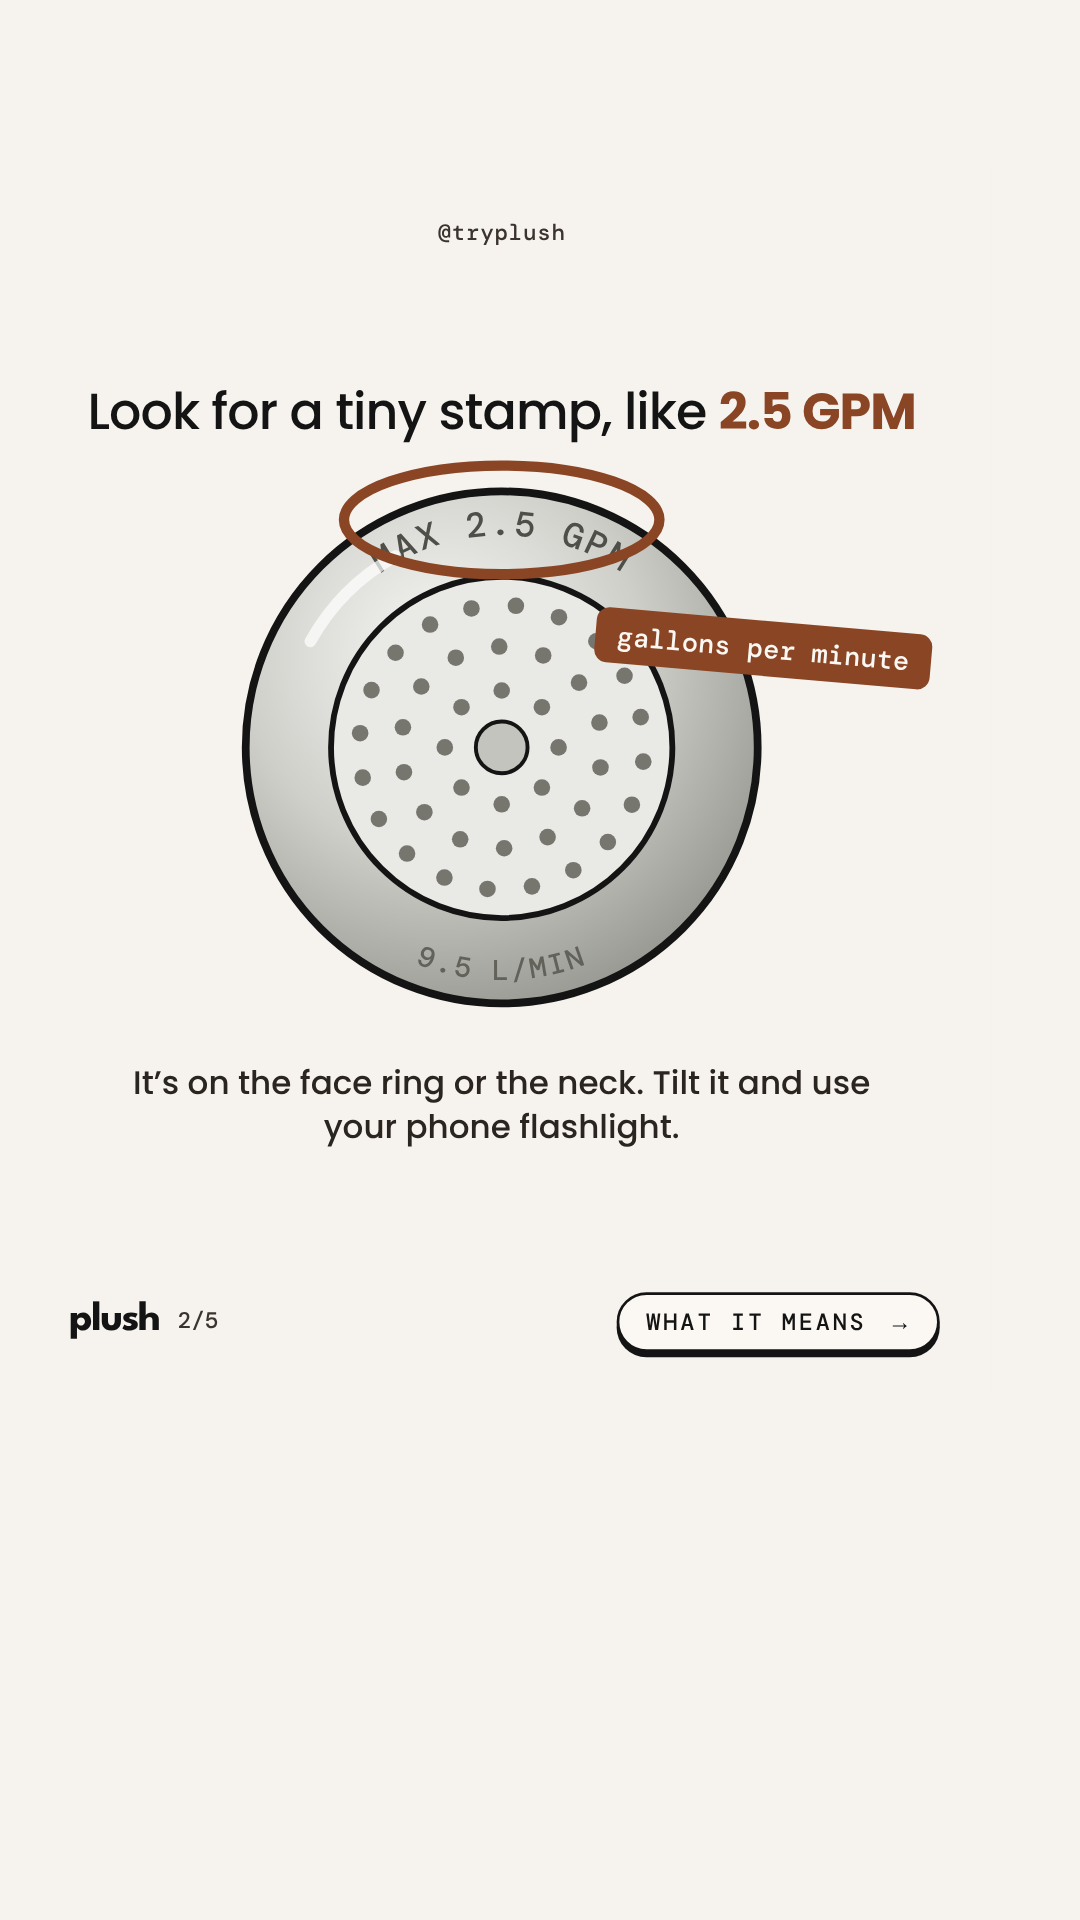 @tryplush
Look for a tiny stamp, like 2.5 GPM
MAX 2.5 GPM
gallons per minute
9.5 L/MIN
It’s on the face ring or the neck. Tilt it and use
your phone flashlight.
plush 2/5
WHAT IT MEANS →